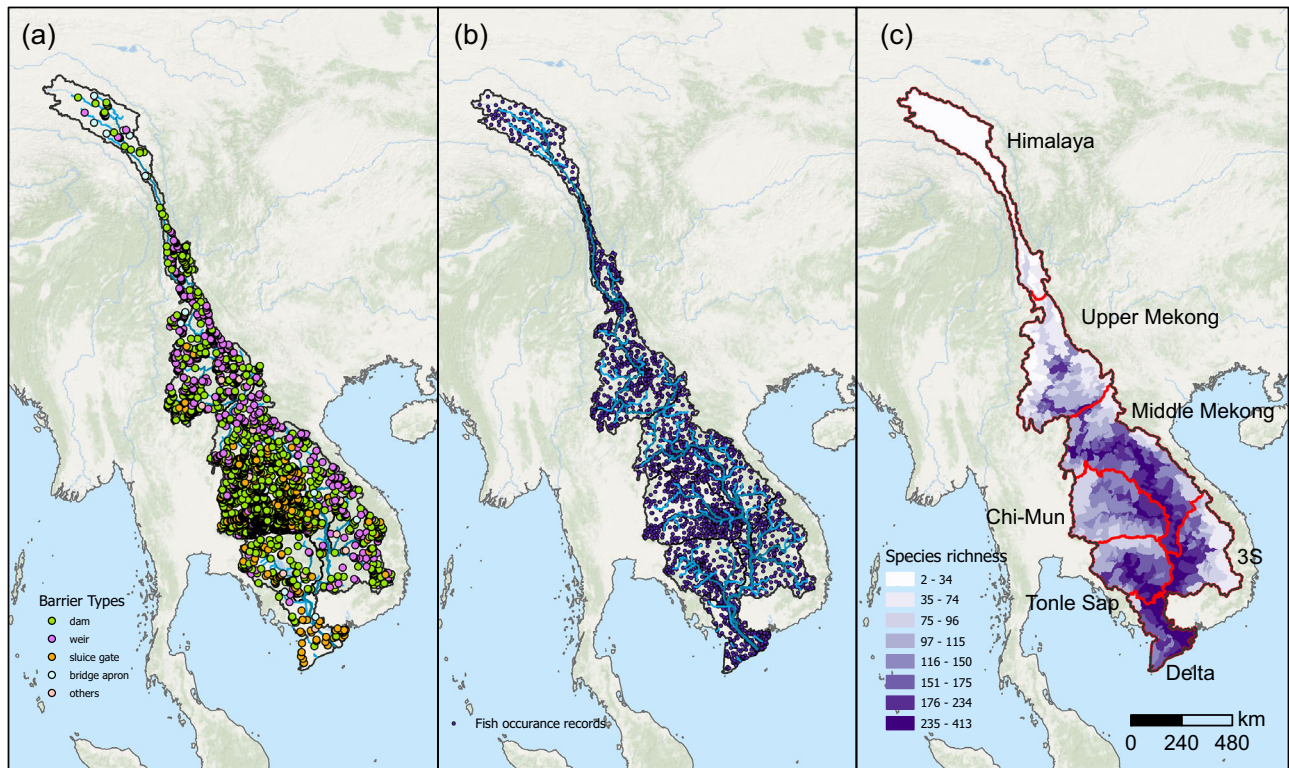 (a)
Barrier Types
dam
weir
sluice gate
bridge apron
others
(b)
Fish occurance records
(c)
Himalaya
Upper Mekong
Middle Mekong
Chi-Mun
3S
Tonle Sap
Delta
Species richness
2 - 34
35 - 74
75 - 96
97 - 115
116 - 150
151 - 175
176 - 234
235 - 413
km
0 240 480